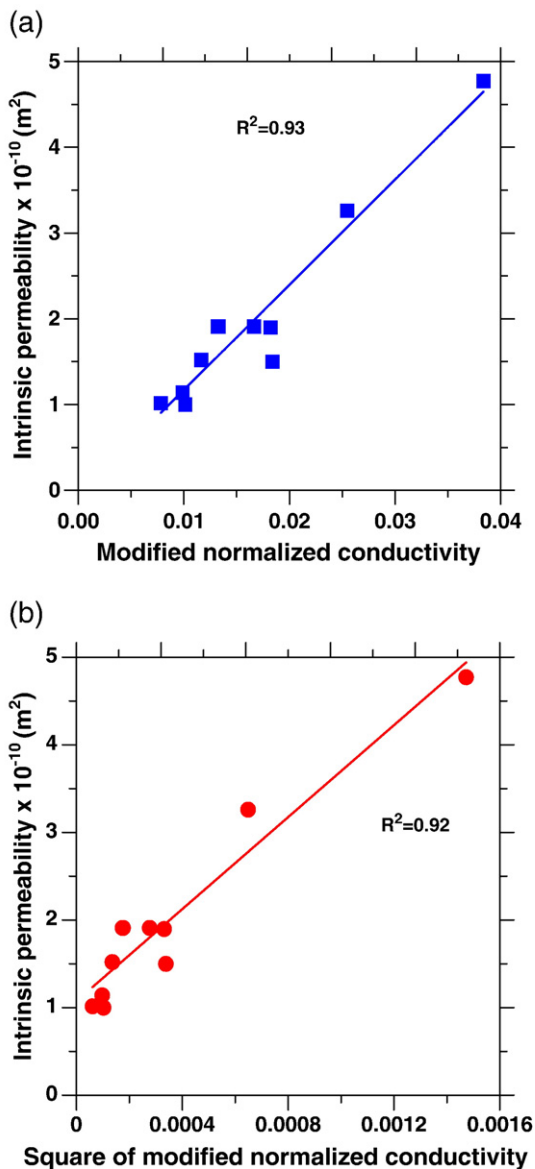 (a)
5
4
3
2
1
0
Intrinsic permeability x 10⁻¹⁰ (m²)
R²=0.93
0.00 0.01 0.02 0.03 0.04
Modified normalized conductivity
(b)
5
4
3
2
1
0
Intrinsic permeability x 10⁻¹⁰ (m²)
R²=0.92
0 0.0004 0.0008 0.0012 0.0016
Square of modified normalized conductivity